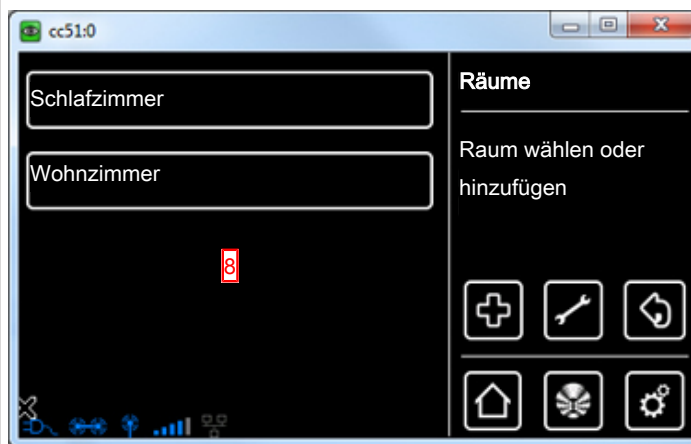 cc51:0
Schlafzimmer
Wohnzimmer
8
Räume
Raum wählen oder
hinzufügen